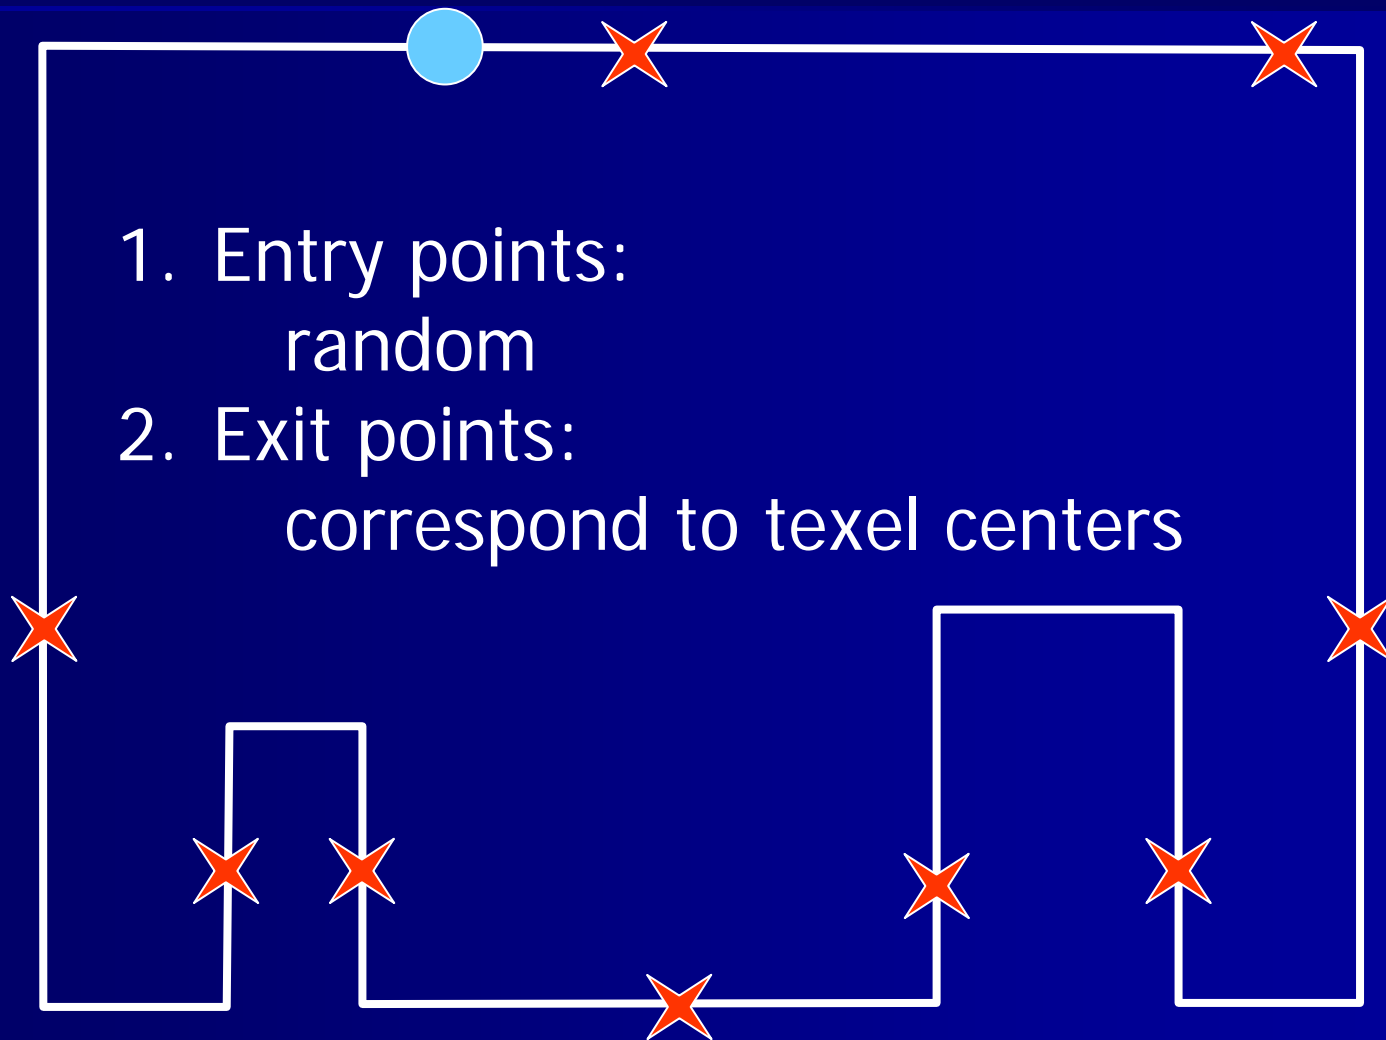 1. Entry points:
random
2. Exit points:
correspond to texel centers